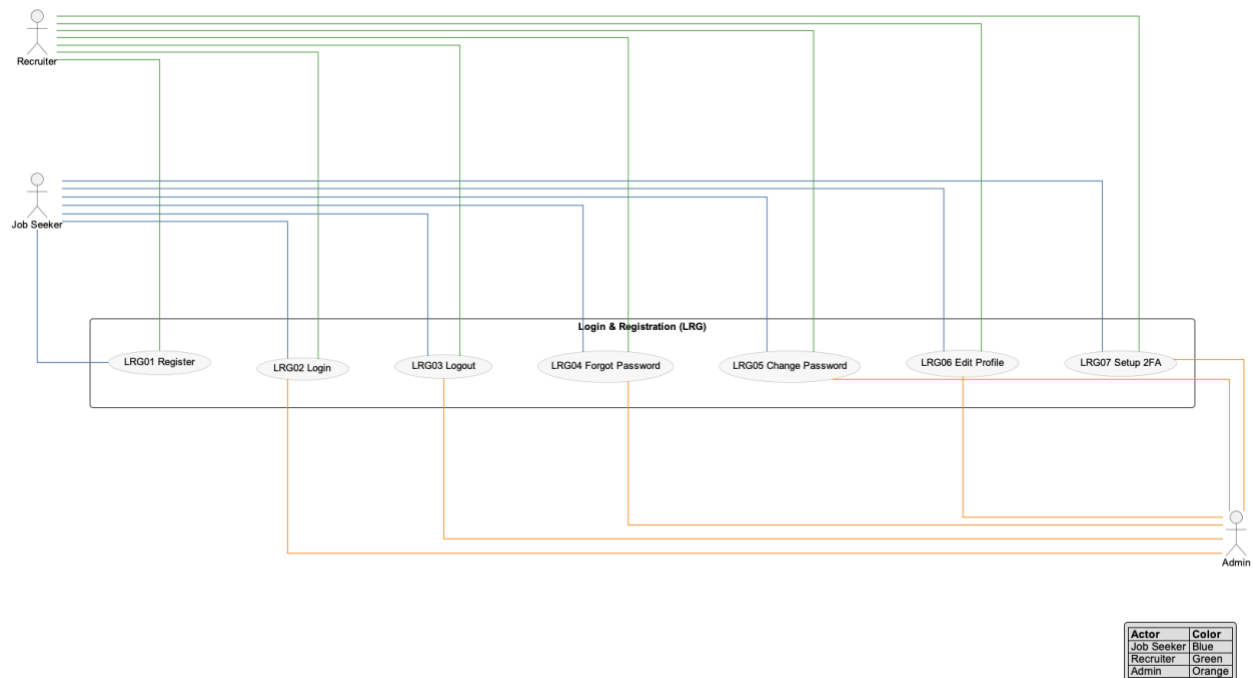 Recruiter
Job Seeker
Login & Registration (LRG)
LRG01 Register
LRG02 Login
LRG03 Logout
LRG04 Forgot Password
LRG05 Change Password
LRG06 Edit Profile
LRG07 Setup 2FA
Admin
Actor Color
Job Seeker Blue
Recruiter Green
Admin Orange